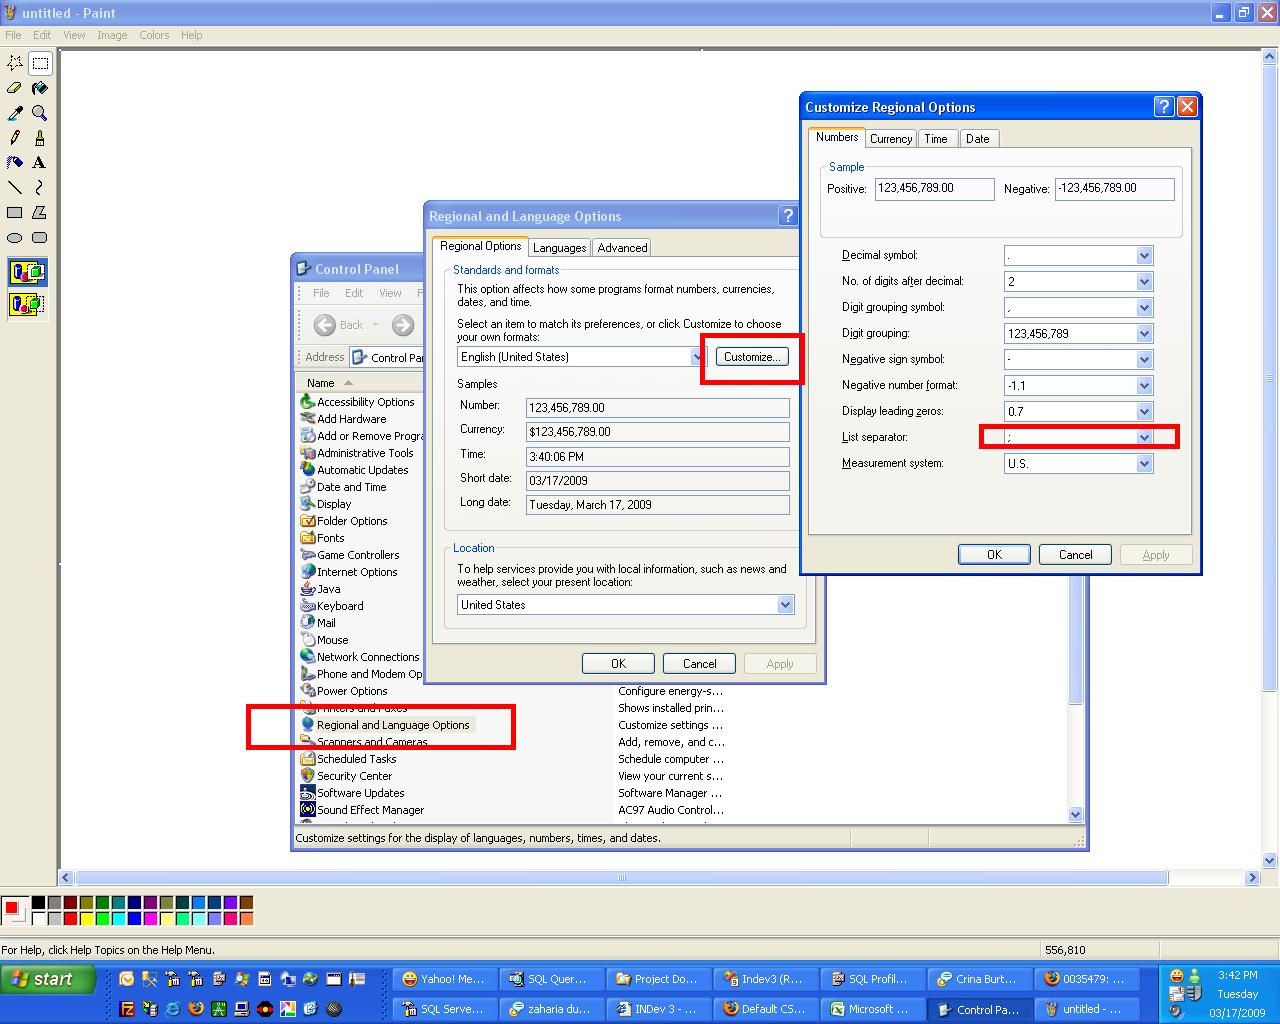 untitled - Paint
File Edit View Image Colors Help
Customize Regional Options
Numbers Currency Time Date
Sample
Positive: 123,456,789.00 Negative: -123,456,789.00
Decimal symbol: .
No. of digits after decimal: 2
Digit grouping symbol: ,
Digit grouping: 123,456,789
Negative sign symbol: -
Negative number format: -1.1
Display leading zeros: 0.7
List separator: ;
Measurement system: U.S.
OK Cancel Apply
Regional and Language Options
Regional Options Languages Advanced
Standards and formats
This option affects how some programs format numbers, currencies,
dates, and time.
Select an item to match its preferences, or click Customize to choose
your own formats:
English (United States) Customize...
Samples
Number: 123,456,789.00
Currency: $123,456,789.00
Time: 3:40:06 PM
Short date: 03/17/2009
Long date: Tuesday, March 17, 2009
Location
To help services provide you with local information, such as news and
weather, select your present location:
United States
OK Cancel Apply
Control Panel
File Edit View F
Back
Address Control Pa
Name
Accessibility Options
Add Hardware
Add or Remove Progra
Administrative Tools
Automatic Updates
Date and Time
Display
Folder Options
Fonts
Game Controllers
Internet Options
Java
Keyboard
Mail
Mouse
Network Connections
Phone and Modem Op
Power Options Configure energy-s...
Printers and Faxes Shows installed prin...
Regional and Language Options Customize settings ...
Scanners and Cameras Add, remove, and c...
Scheduled Tasks Schedule computer ...
Security Center View your current s...
Software Updates Software Manager ...
Sound Effect Manager AC97 Audio Control...
Customize settings for the display of languages, numbers, times, and dates.
For Help, click Help Topics on the Help Menu. 556,810
start
Yahoo! Me... SQL Quer... Project Do... Indev3 (R... SQL Profil... Crina Burt... 0035479: ...
SQL Serve... zaharia du... INDev 3 - ... Default CS... Microsoft ... Control Pa... untitled - ...
3:42 PM
Tuesday
03/17/2009